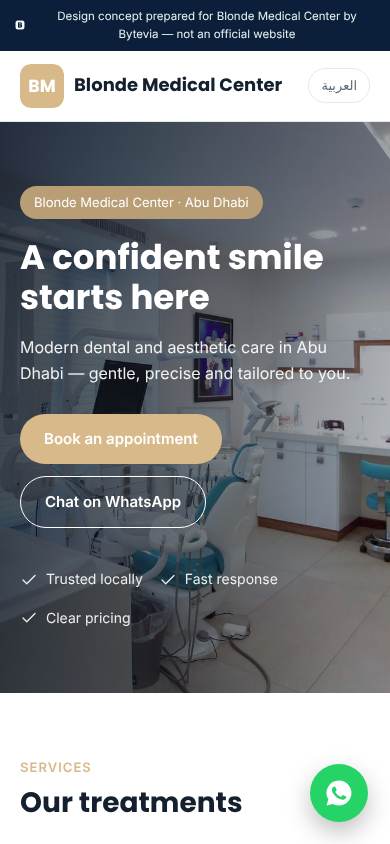 Design concept prepared for Blonde Medical Center by
Bytevia — not an official website
BM
Blonde Medical Center
العربية
Blonde Medical Center · Abu Dhabi
A confident smile
starts here
Modern dental and aesthetic care in Abu
Dhabi — gentle, precise and tailored to you.
Book an appointment
Chat on WhatsApp
Trusted locally
Fast response
Clear pricing
SERVICES
Our treatments